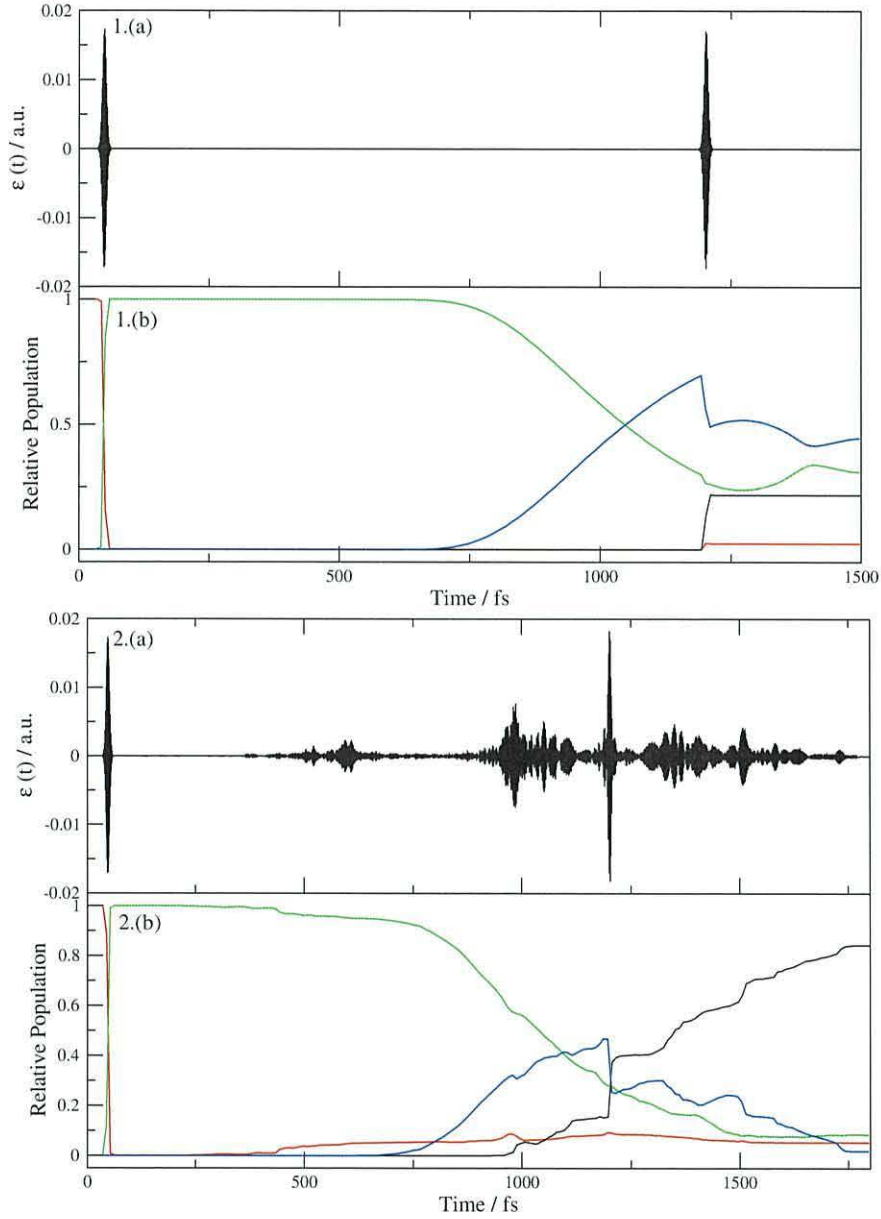 0.02
1.(a)
0.01
0
-0.01
-0.02
ε (t) / a.u.
1
1.(b)
0.5
0
Relative Population
0 500 1000 1500
Time / fs
0.02
2.(a)
0.01
0
-0.01
-0.02
ε (t) / a.u.
1
2.(b)
0.8
0.6
0.4
0.2
0
Relative Population
0 500 1000 1500
Time / fs